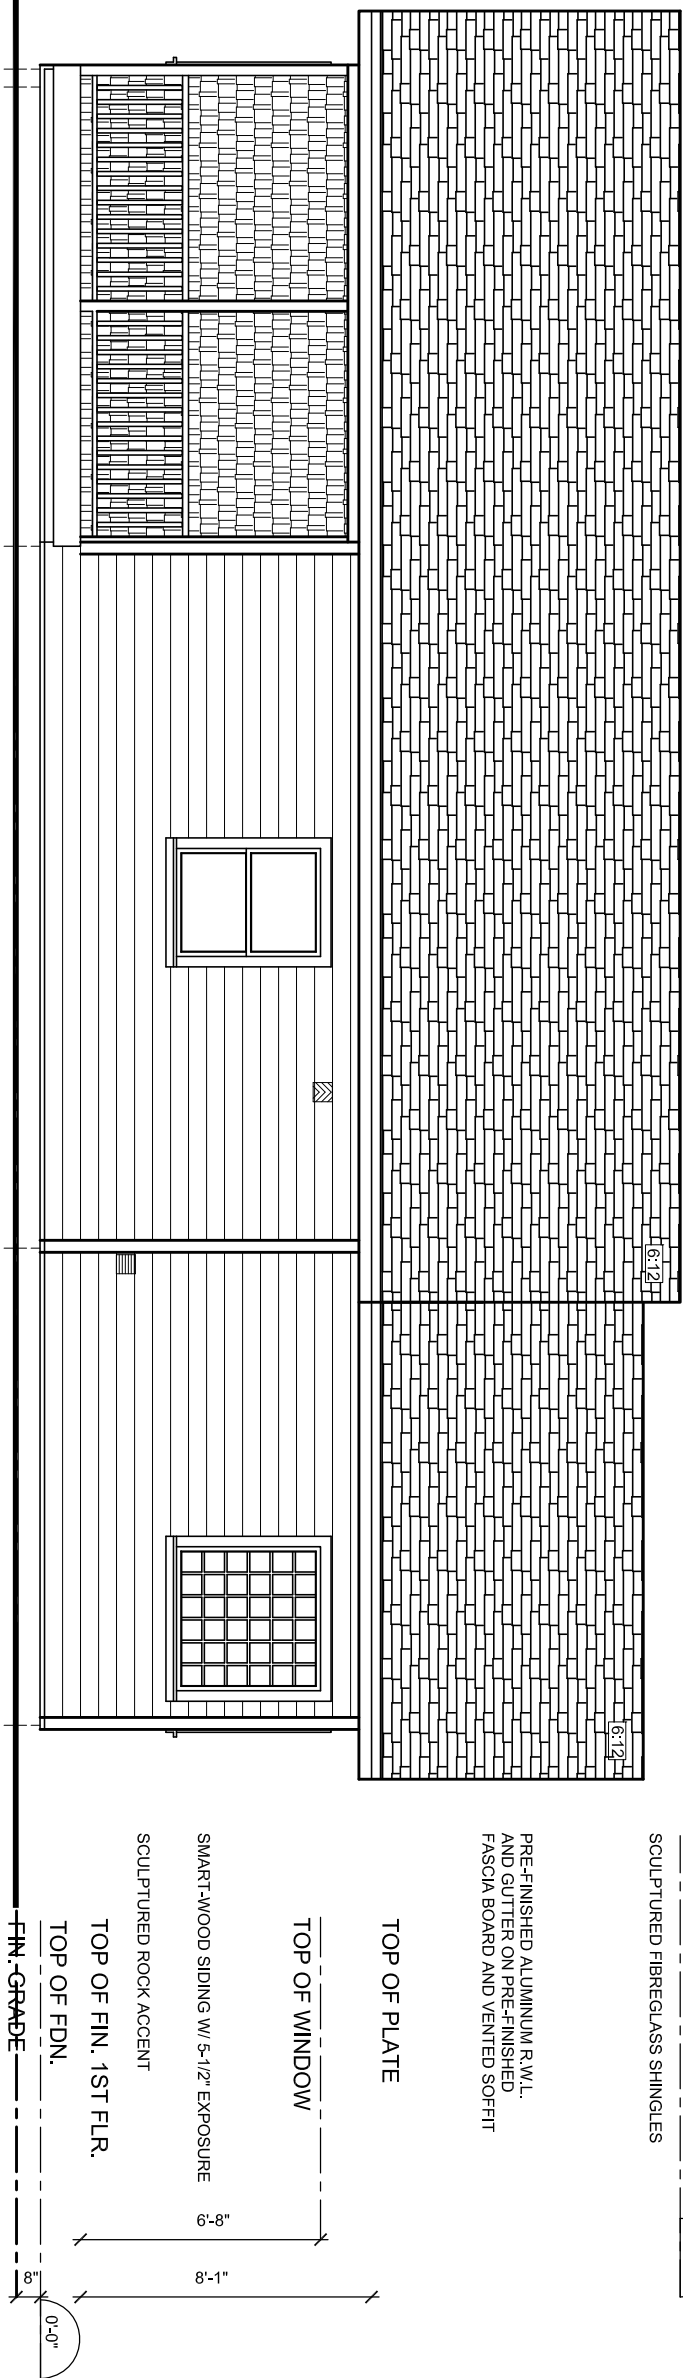 6:12
6:12
SCULPTURED FIBREGLASS SHINGLES
PRE-FINISHED ALUMINUM R.W.L.
AND GUTTER ON PRE-FINISHED
FASCIA BOARD AND VENTED SOFFIT
TOP OF PLATE
TOP OF WINDOW
SMART-WOOD SIDING W/ 5-1/2" EXPOSURE
SCULPTURED ROCK ACCENT
TOP OF FIN. 1ST FLR.
TOP OF FDN.
FIN. GRADE
6'-8"
8'-1"
8"
0'-0"